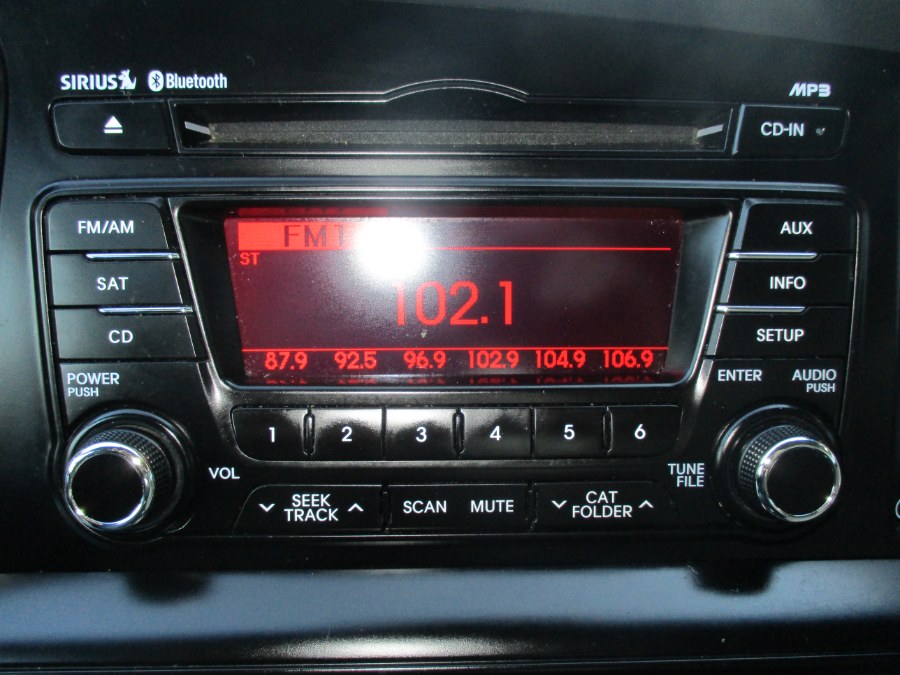 SIRIUS Bluetooth
MP3
CD-IN
FM/AM
AUX
FM1
ST
SAT
INFO
102.1
CD
SETUP
87.9 92.5 96.9 102.9 104.9 106.9
POWER
PUSH
ENTER
AUDIO
PUSH
1 2 3 4 5 6
VOL
TUNE
FILE
SEEK
TRACK
SCAN MUTE
CAT
FOLDER